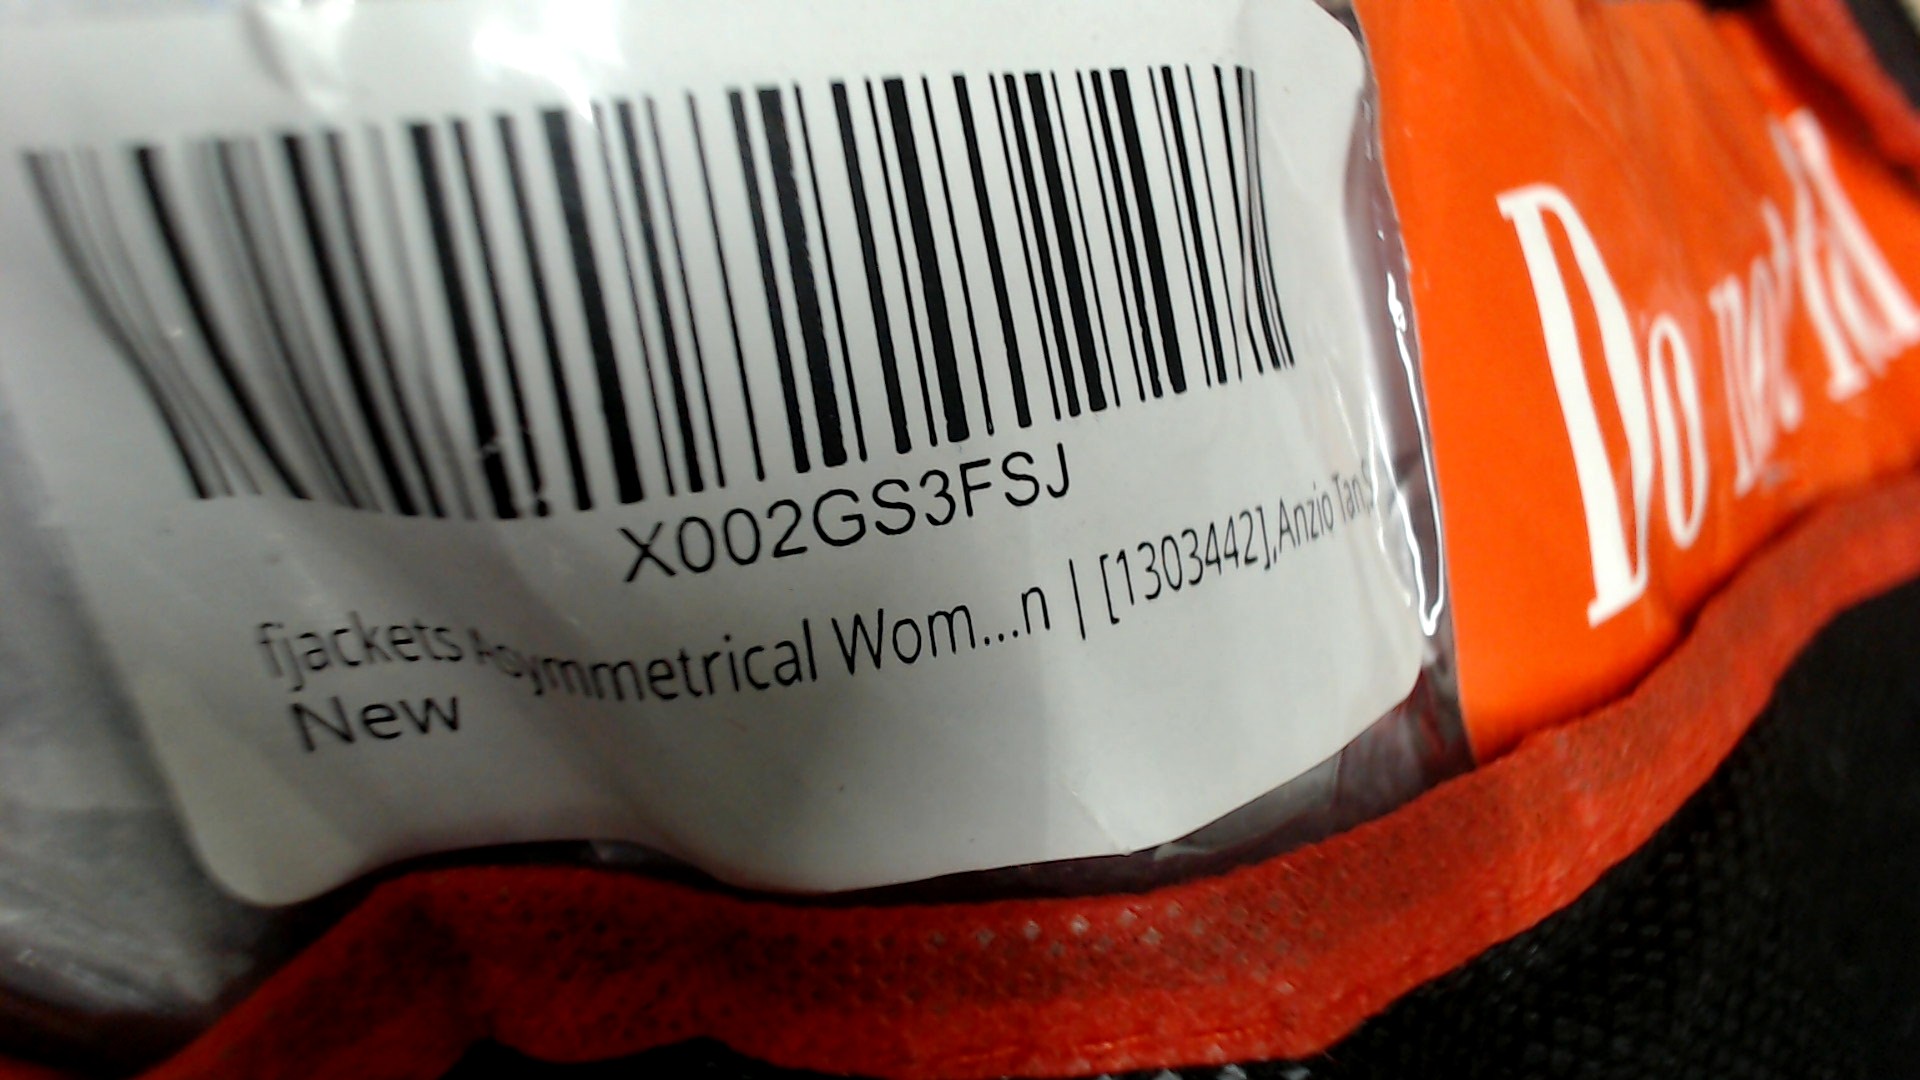 X002GS3FSJ
fjackets Asymmetrical Wom...n | [1303442],Anzio Tan,S
New
Do not